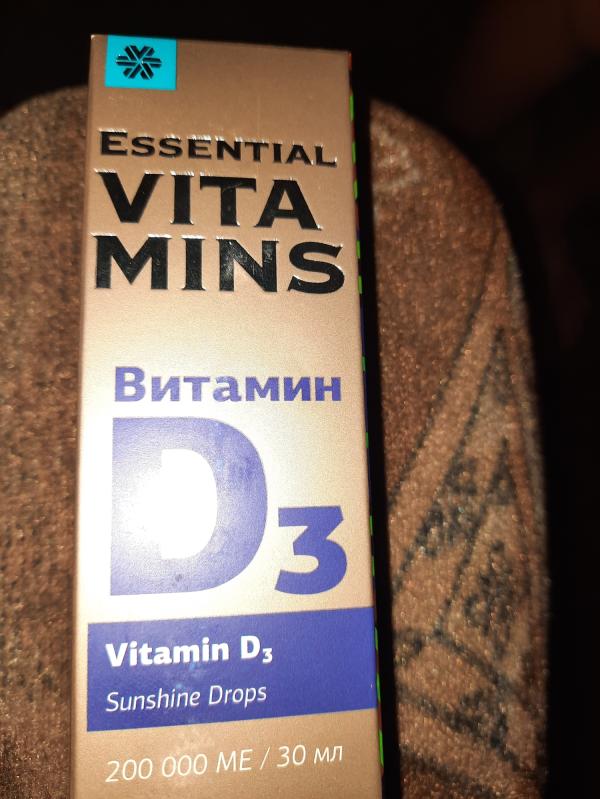 ESSENTIAL
VITA
MINS
Витамин
D3
Vitamin D3
Sunshine Drops
200 000 МЕ / 30 мл